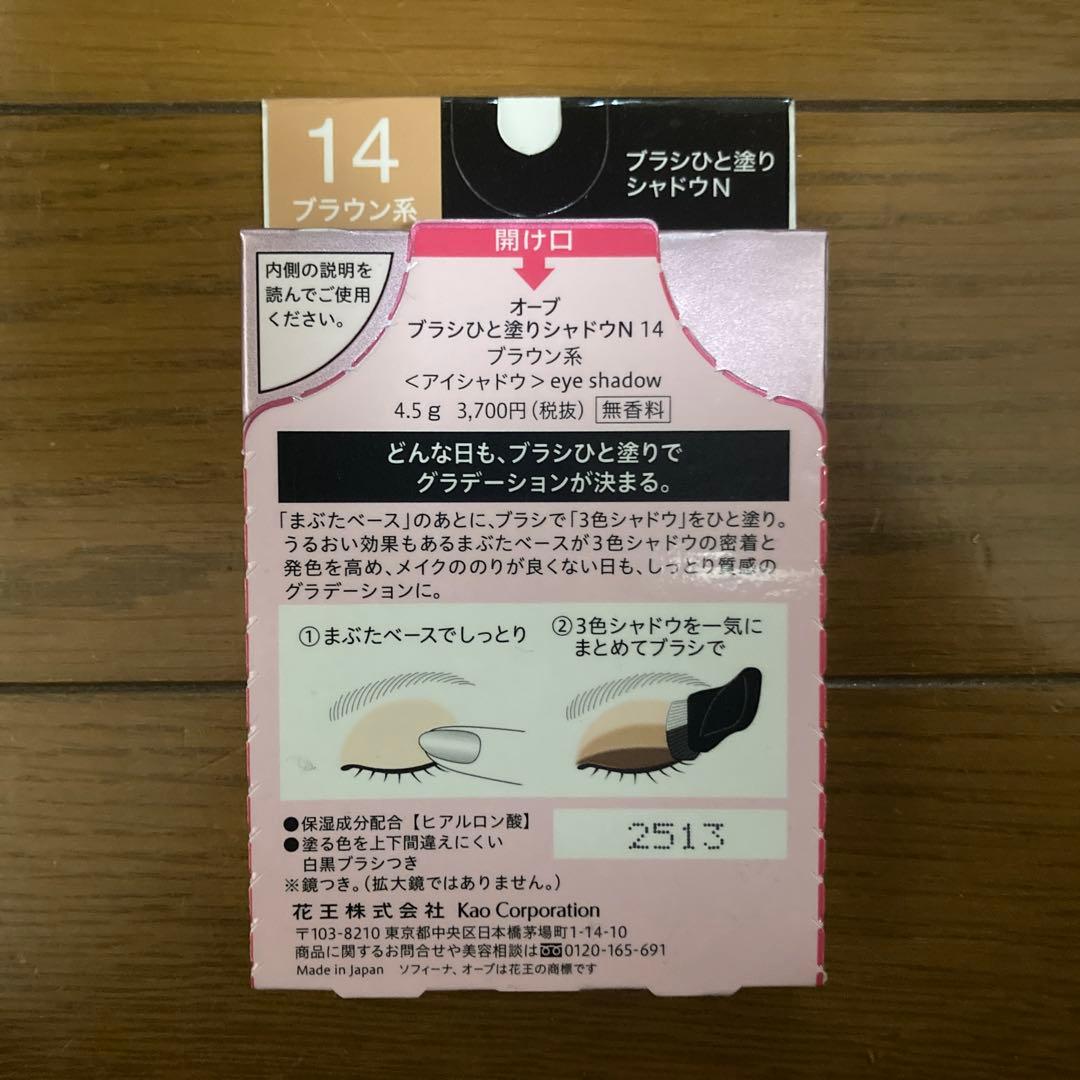 14
ブラウン系
ブラシひと塗り
シャドウN
開け口
内側の説明を
読んでご使用
ください。
オーブ
ブラシひと塗りシャドウN 14
ブラウン系
＜アイシャドウ＞eye shadow
4.5g 3,700円(税抜) 無香料
どんな日も、ブラシひと塗りで
グラデーションが決まる。
「まぶたベース」のあとに、ブラシで「3色シャドウ」をひと塗り。
うるおい効果もあるまぶたベースが3色シャドウの密着と
発色を高め、メイクののりが良くない日も、しっとり質感の
グラデーションに。
①まぶたベースでしっとり
②3色シャドウを一気に
まとめてブラシで
●保湿成分配合【ヒアルロン酸】
●塗る色を上下間違えにくい
白黒ブラシつき
※鏡つき。(拡大鏡ではありません。)
2513
花王株式会社 Kao Corporation
〒103-8210 東京都中央区日本橋茅場町1-14-10
商品に関するお問合せや美容相談は0120-165-691
Made in Japan ソフィーナ、オーブは花王の商標です